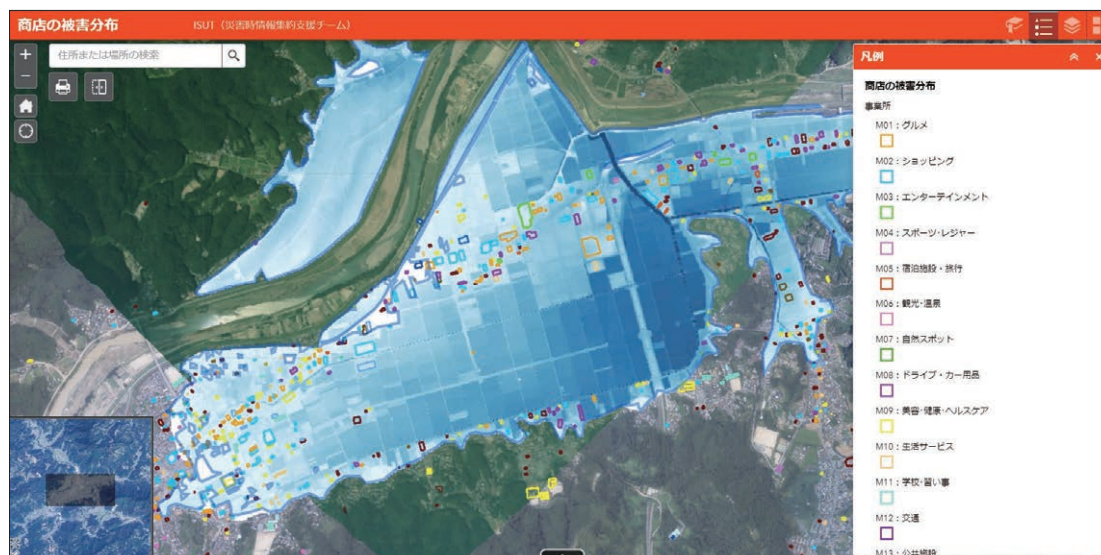 商店の被害分布
ISUT（災害時情報集約支援チーム）
住所または場所の検索
凡例
商店の被害分布
事業所
M01：グルメ
M02：ショッピング
M03：エンターテインメント
M04：スポーツ・レジャー
M05：宿泊施設・旅行
M06：観光・温泉
M07：自然スポット
M08：ドライブ・カー用品
M09：美容・健康・ヘルスケア
M10：生活サービス
M11：学校・習い事
M12：交通
M13：公共施設